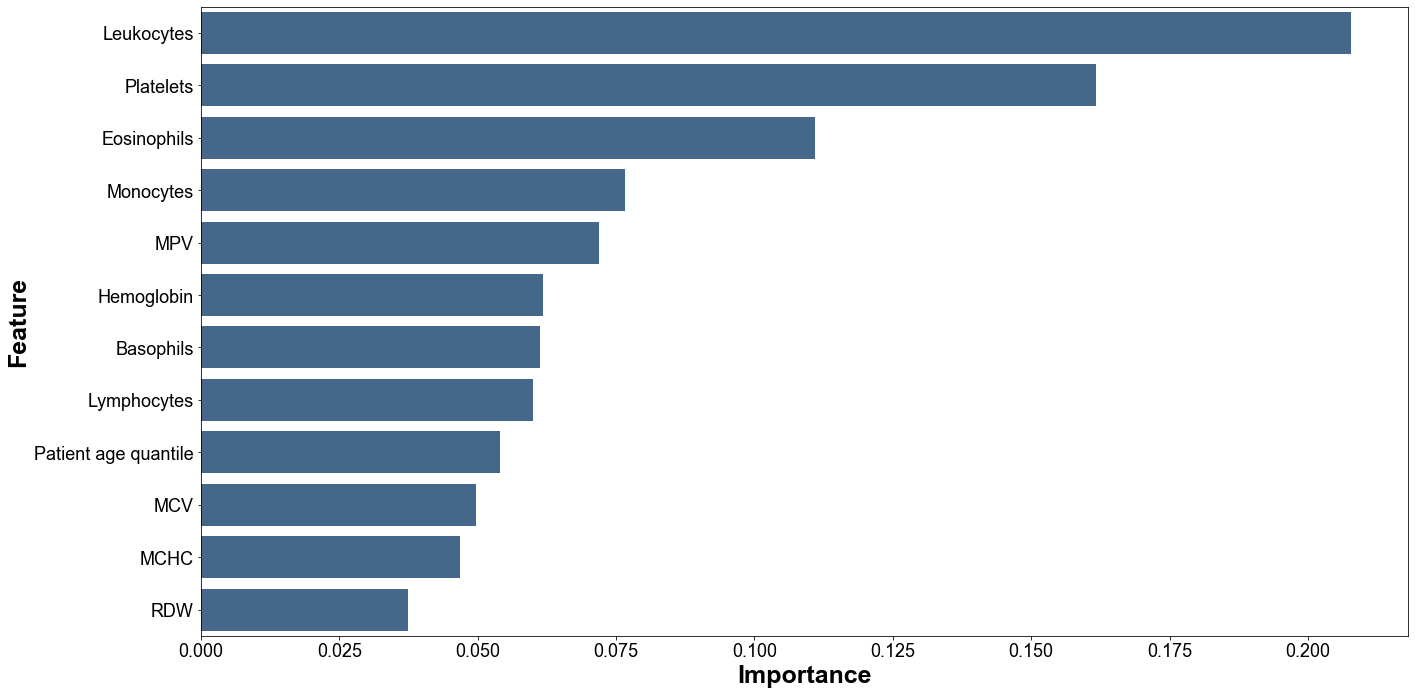 Feature
Leukocytes
Platelets
Eosinophils
Monocytes
MPV
Hemoglobin
Basophils
Lymphocytes
Patient age quantile
MCV
MCHC
RDW
0.000 0.025 0.050 0.075 0.100 0.125 0.150 0.175 0.200
Importance